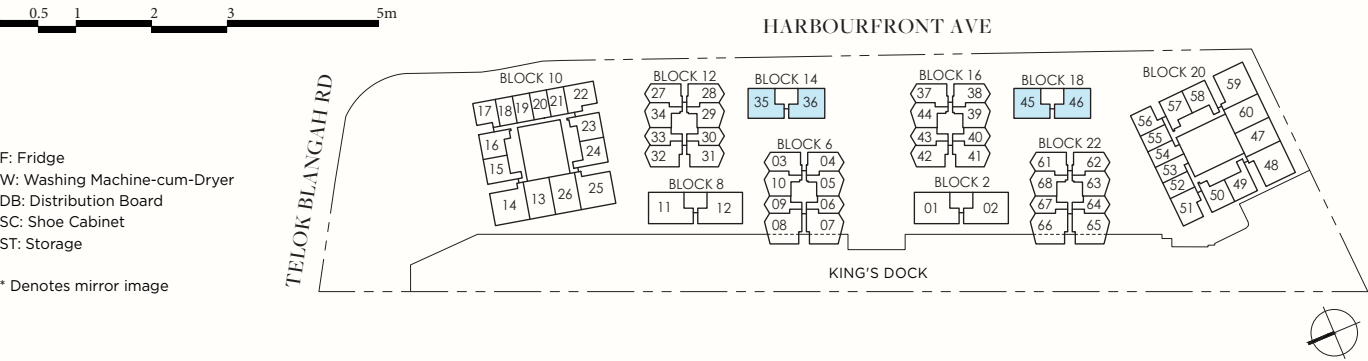 0.5 1 2 3 5m
HARBOURFRONT AVE
TELOK BLANGAH RD
F: Fridge
W: Washing Machine-cum-Dryer
DB: Distribution Board
SC: Shoe Cabinet
ST: Storage
* Denotes mirror image
BLOCK 10
17 18 19 20 21 22
16 23
15 24
14 13 26 25
BLOCK 12
27 28
34 29
33 30
32 31
BLOCK 14
35 36
BLOCK 8
11 12
BLOCK 6
03 04
10 05
09 06
08 07
BLOCK 16
37 38
44 39
43 40
42 41
BLOCK 18
45 46
BLOCK 2
01 02
BLOCK 22
61 62
68 63
67 64
66 65
BLOCK 20
56 57 58 59
55 60
54 47
53 48
52
51 50 49
KING'S DOCK